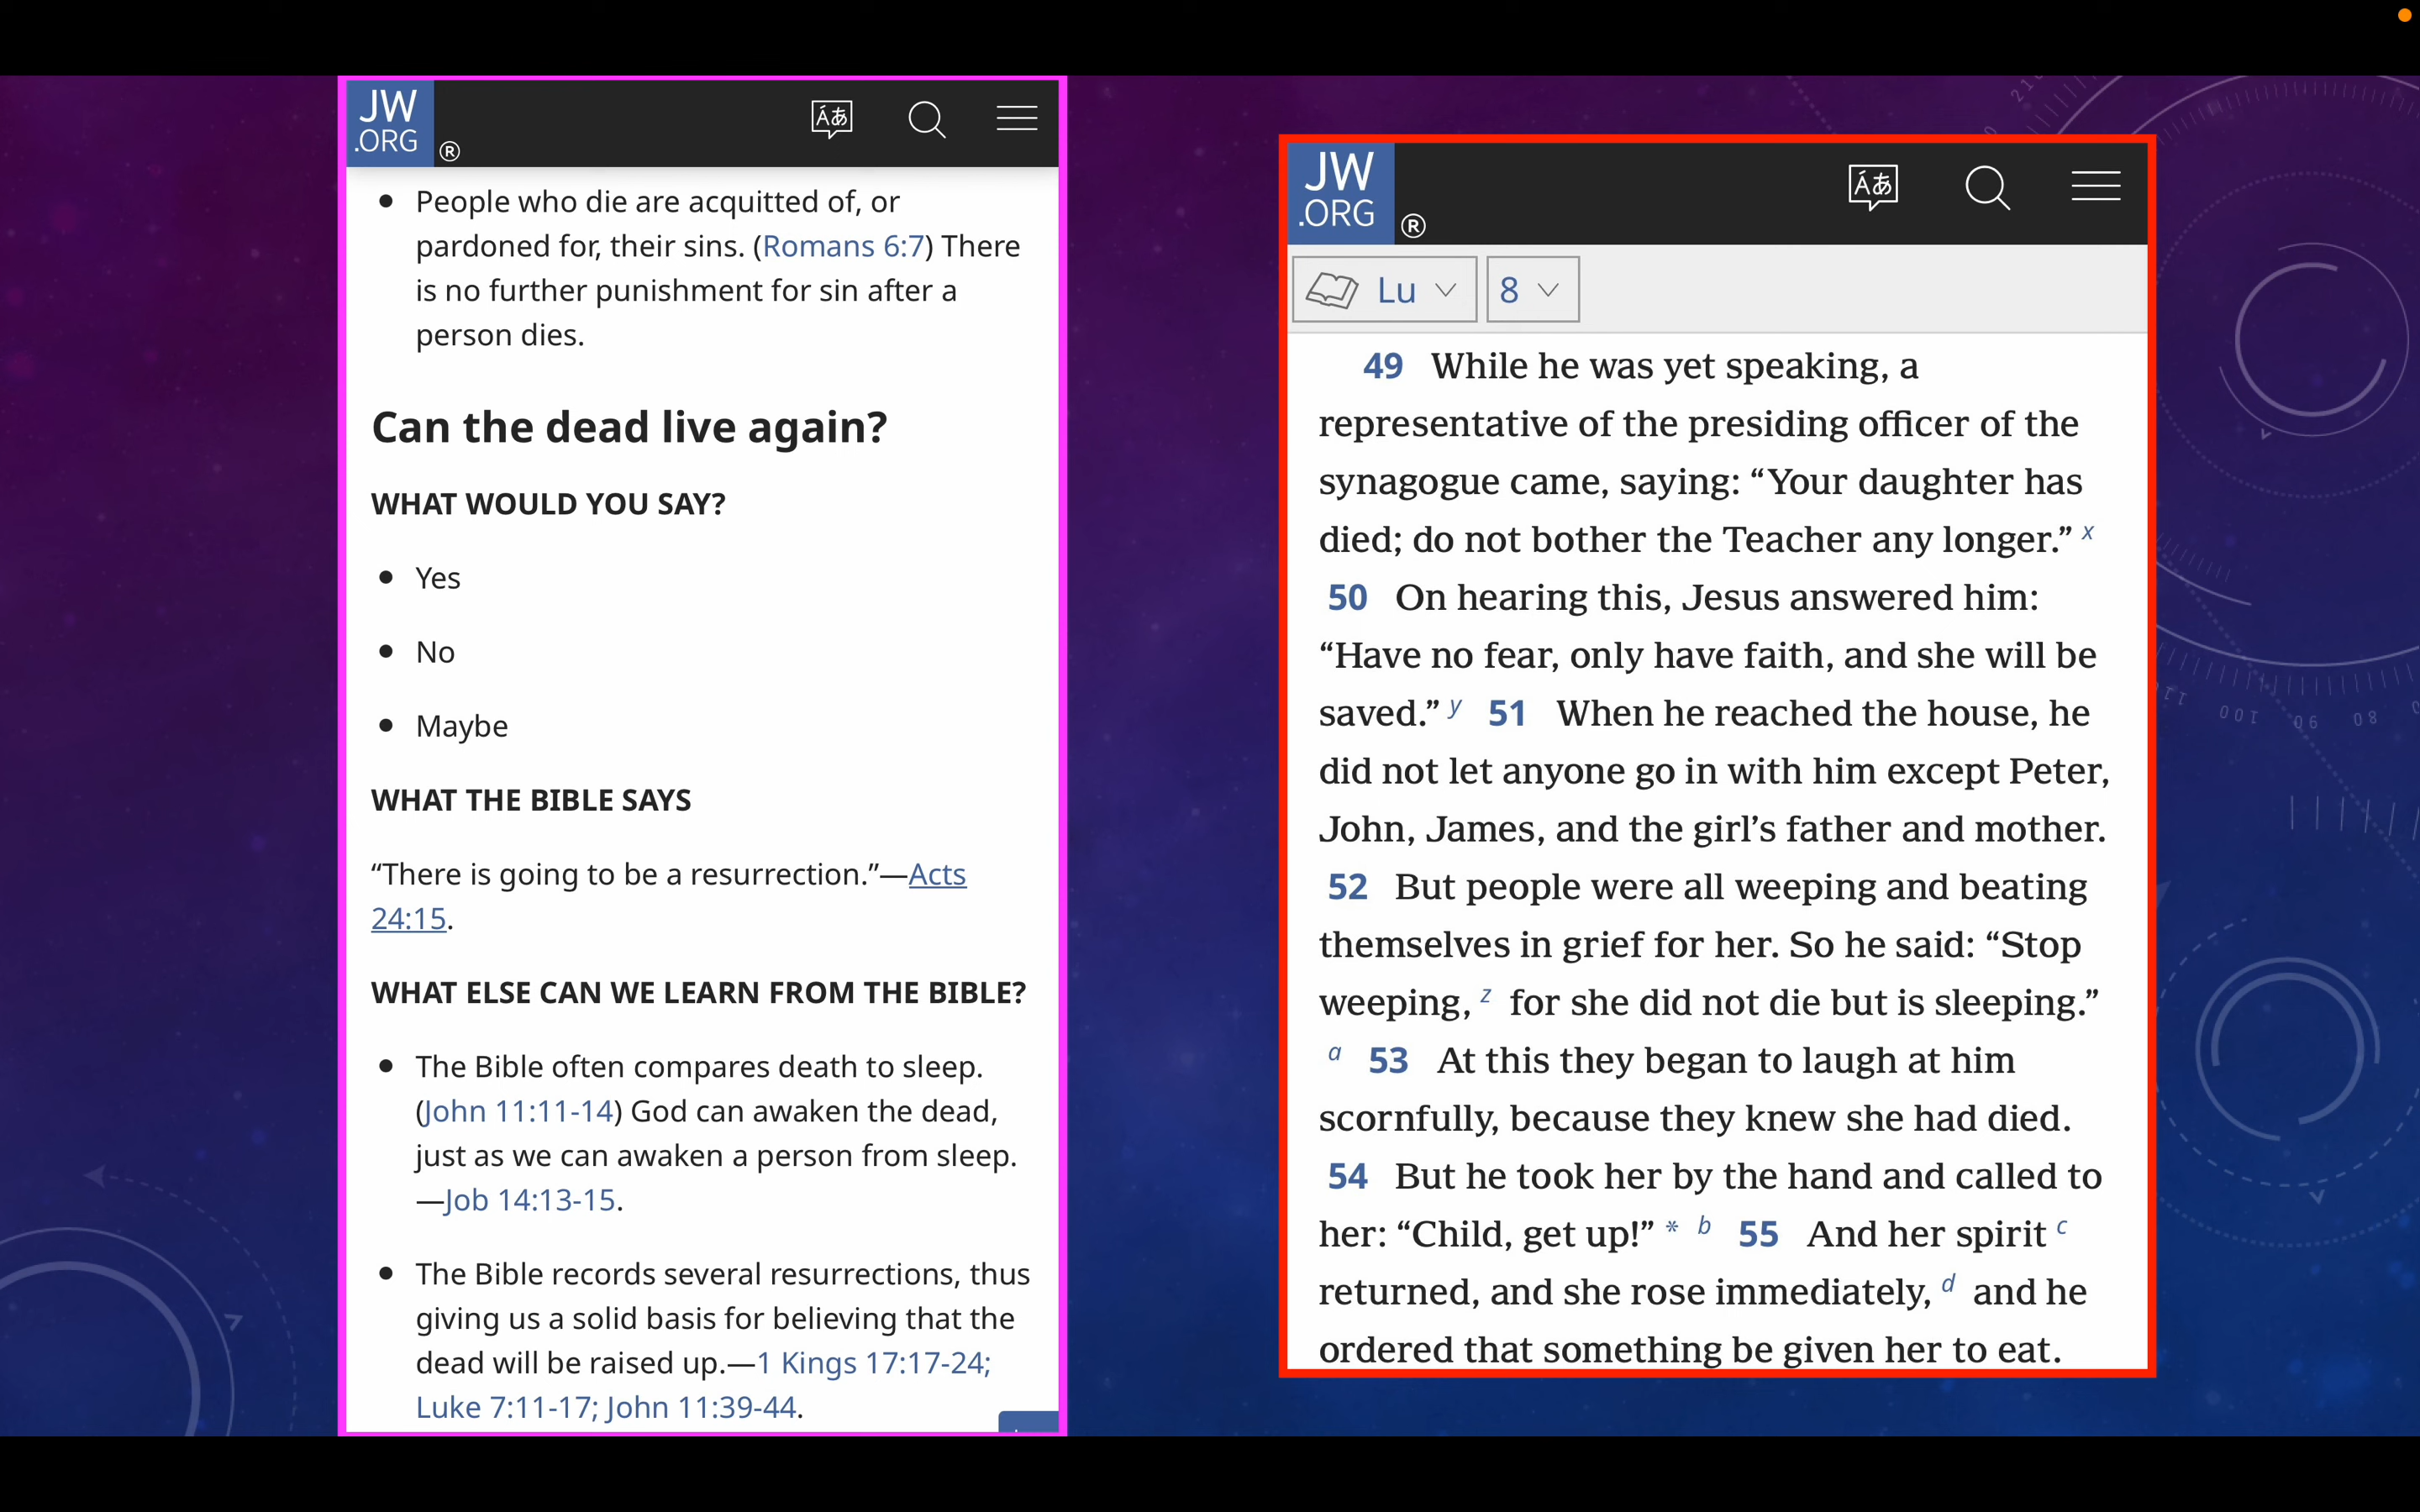 JW
.ORG
®
Áあ
• People who die are acquitted of, or
pardoned for, their sins. (Romans 6:7) There
is no further punishment for sin after a
person dies.
Can the dead live again?
WHAT WOULD YOU SAY?
• Yes
• No
• Maybe
WHAT THE BIBLE SAYS
“There is going to be a resurrection.”—Acts
24:15.
WHAT ELSE CAN WE LEARN FROM THE BIBLE?
• The Bible often compares death to sleep.
(John 11:11-14) God can awaken the dead,
just as we can awaken a person from sleep.
—Job 14:13-15.
• The Bible records several resurrections, thus
giving us a solid basis for believing that the
dead will be raised up.—1 Kings 17:17-24;
Luke 7:11-17; John 11:39-44.
JW
.ORG
®
Áあ
Lu 8
49 While he was yet speaking, a
representative of the presiding officer of the
synagogue came, saying: “Your daughter has
died; do not bother the Teacher any longer.” x
50 On hearing this, Jesus answered him:
“Have no fear, only have faith, and she will be
saved.” y 51 When he reached the house, he
did not let anyone go in with him except Peter,
John, James, and the girl’s father and mother.
52 But people were all weeping and beating
themselves in grief for her. So he said: “Stop
weeping, z for she did not die but is sleeping.”
a 53 At this they began to laugh at him
scornfully, because they knew she had died.
54 But he took her by the hand and called to
her: “Child, get up!” * b 55 And her spirit c
returned, and she rose immediately, d and he
ordered that something be given her to eat.
100 90 80